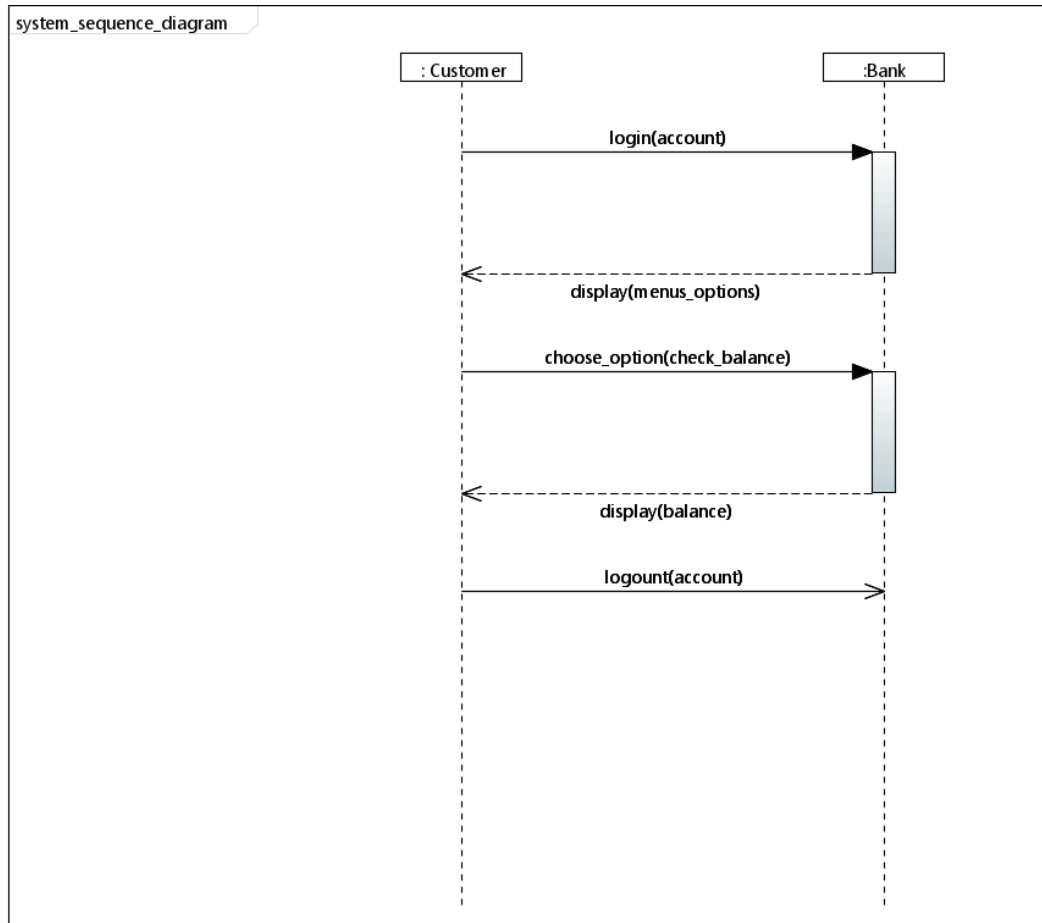 system_sequence_diagram
: Customer
:Bank
login(account)
display(menus_options)
choose_option(check_balance)
display(balance)
logount(account)